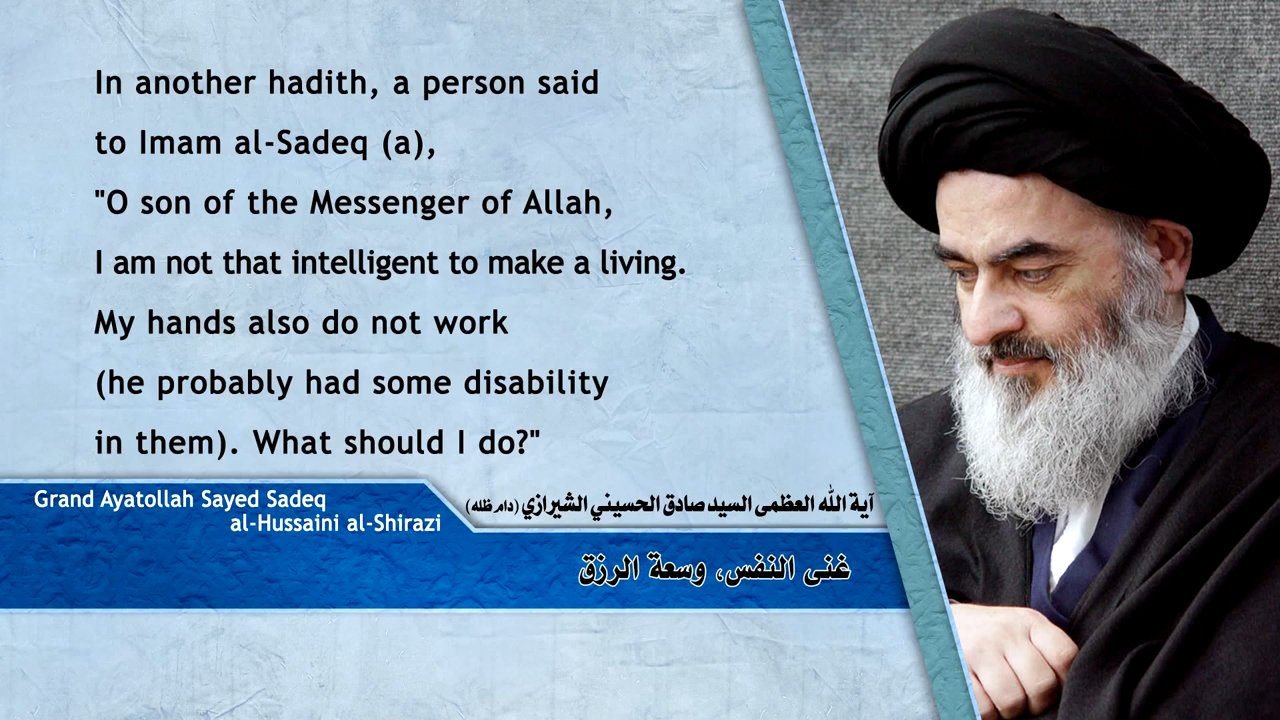 In another hadith, a person said
to Imam al-Sadeq (a),
"O son of the Messenger of Allah,
I am not that intelligent to make a living.
My hands also do not work
(he probably had some disability
in them). What should I do?"
Grand Ayatollah Sayed Sadeq
al-Hussaini al-Shirazi
آية الله العظمى السيد صادق الحسيني الشيرازي (دام ظله)
غنى النفس، وسعة الرزق